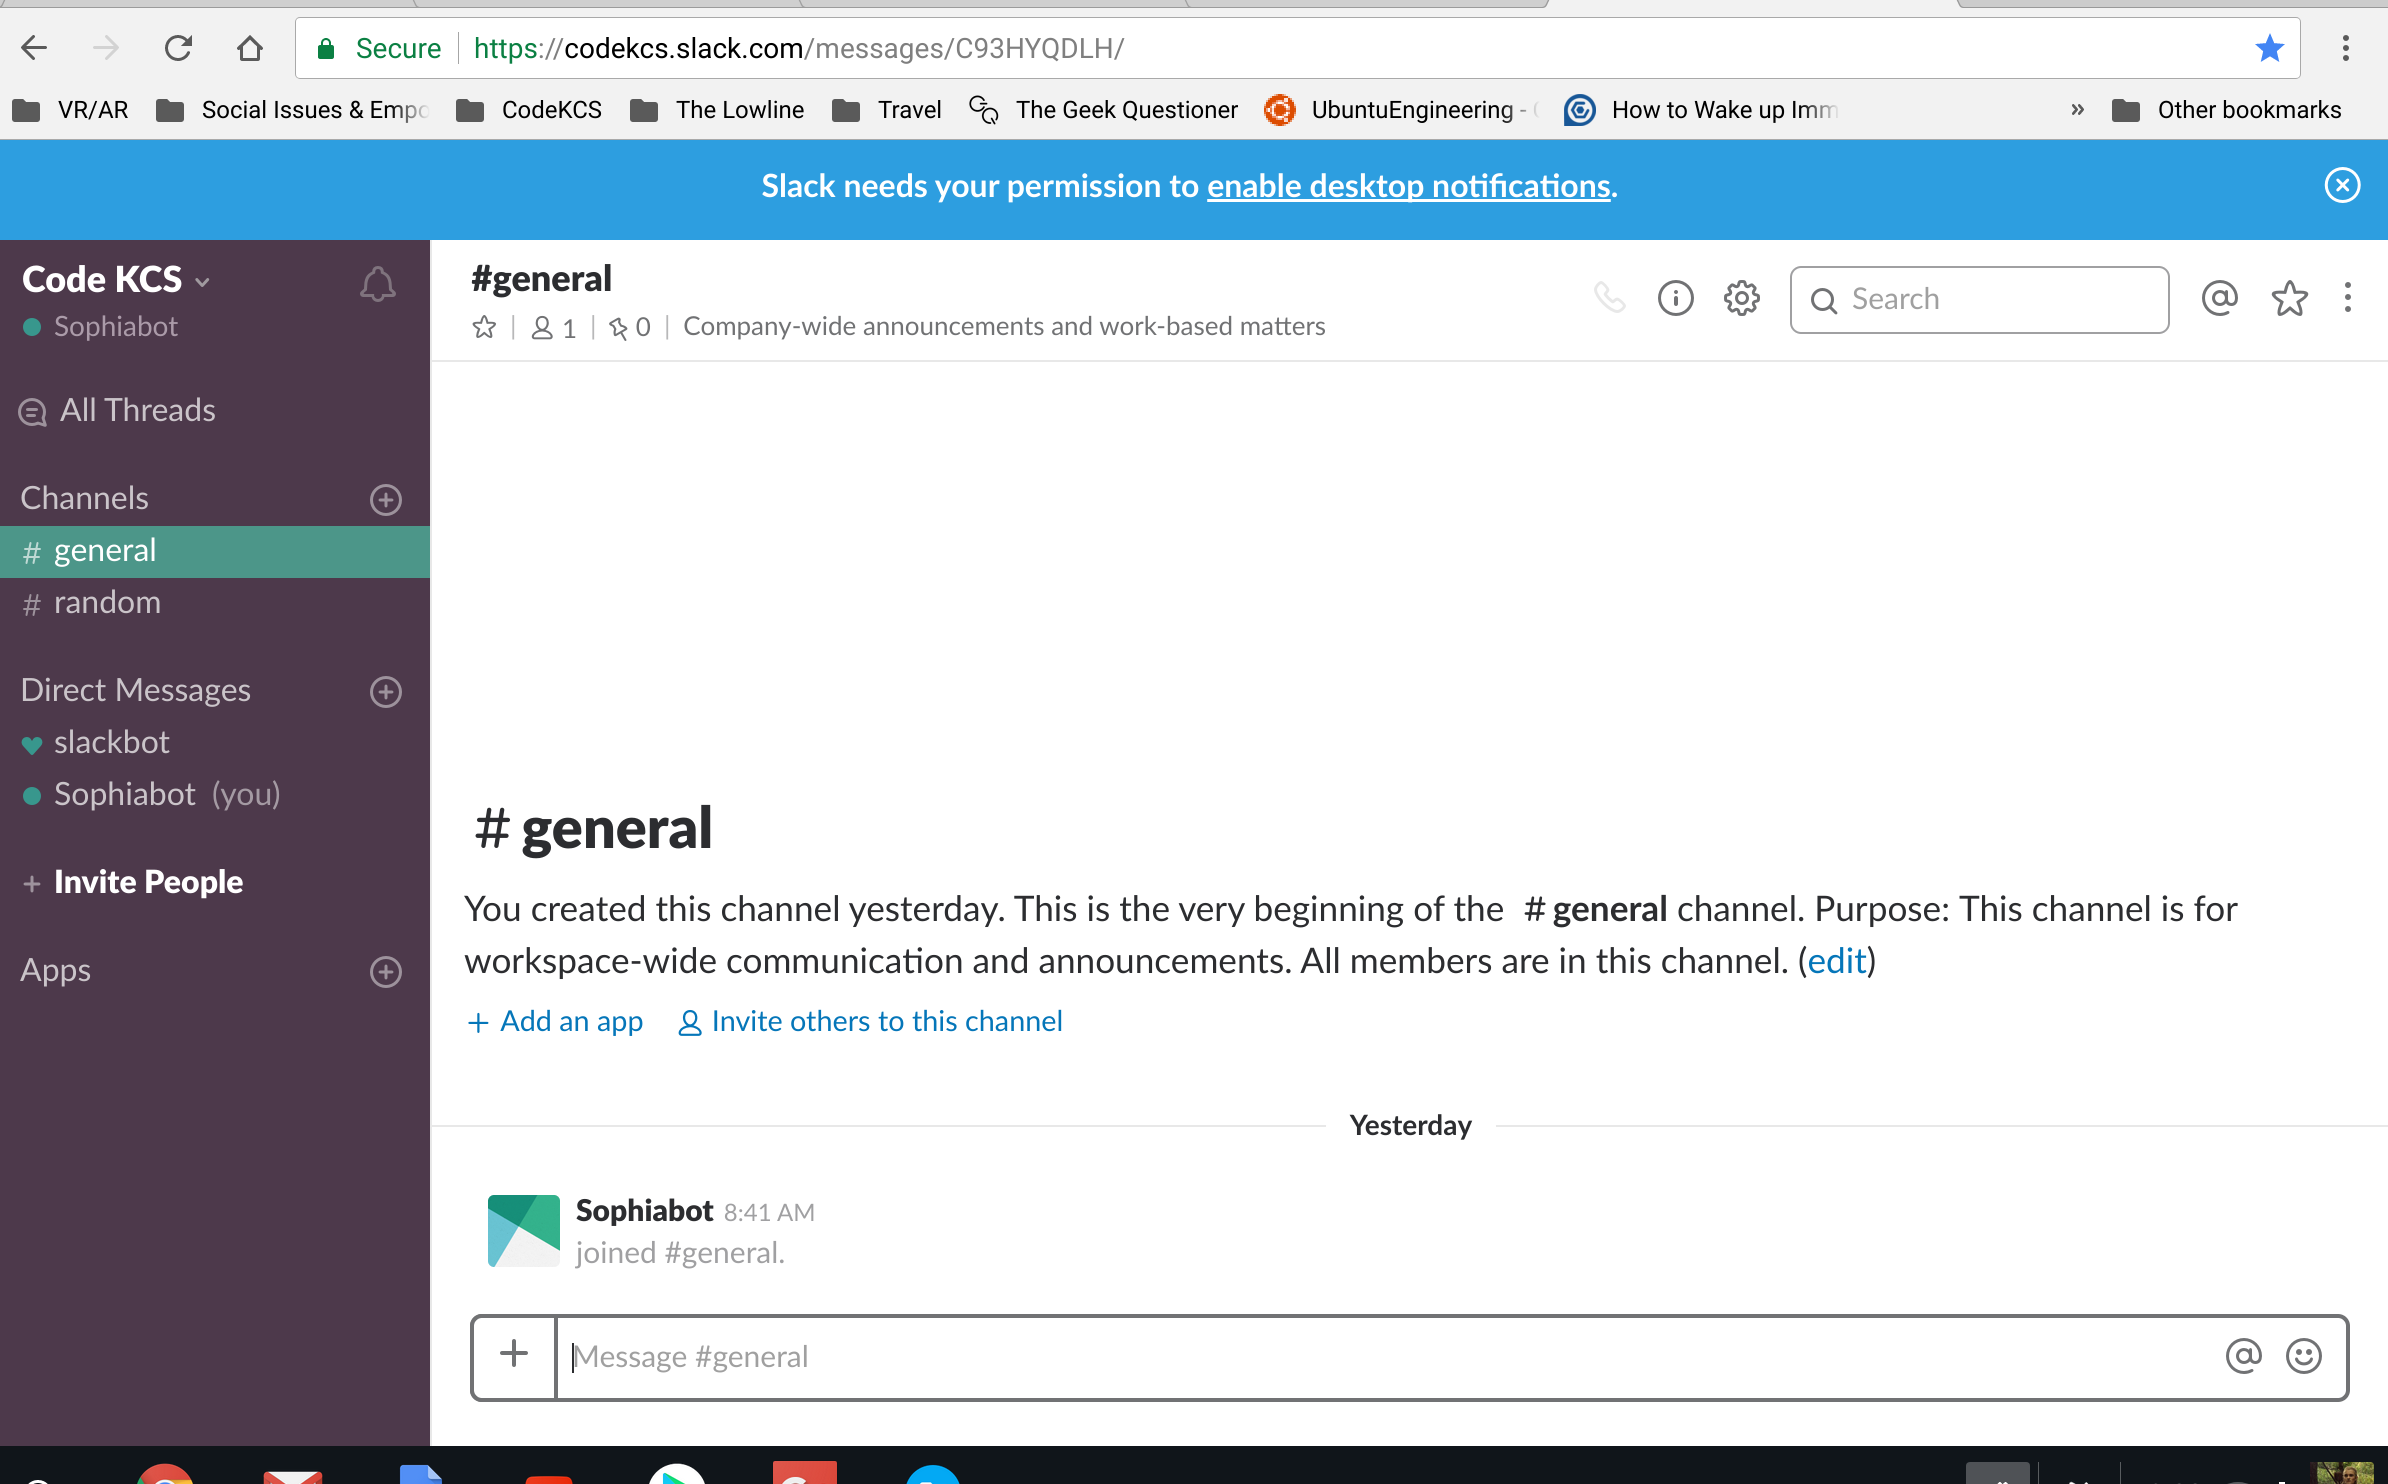 Secure https://codekcs.slack.com/messages/C93HYQDLH/
VR/AR Social Issues & Empo CodeKCS The Lowline Travel The Geek Questioner UbuntuEngineering - How to Wake up Imm » Other bookmarks
Slack needs your permission to enable desktop notifications.
Code KCS
Sophiabot
All Threads
Channels
# general
# random
Direct Messages
slackbot
Sophiabot (you)
+ Invite People
Apps
#general
1 | 0 | Company-wide announcements and work-based matters
Search
# general
You created this channel yesterday. This is the very beginning of the # general channel. Purpose: This channel is for
workspace-wide communication and announcements. All members are in this channel. (edit)
+ Add an app Invite others to this channel
Yesterday
Sophiabot 8:41 AM
joined #general.
Message #general